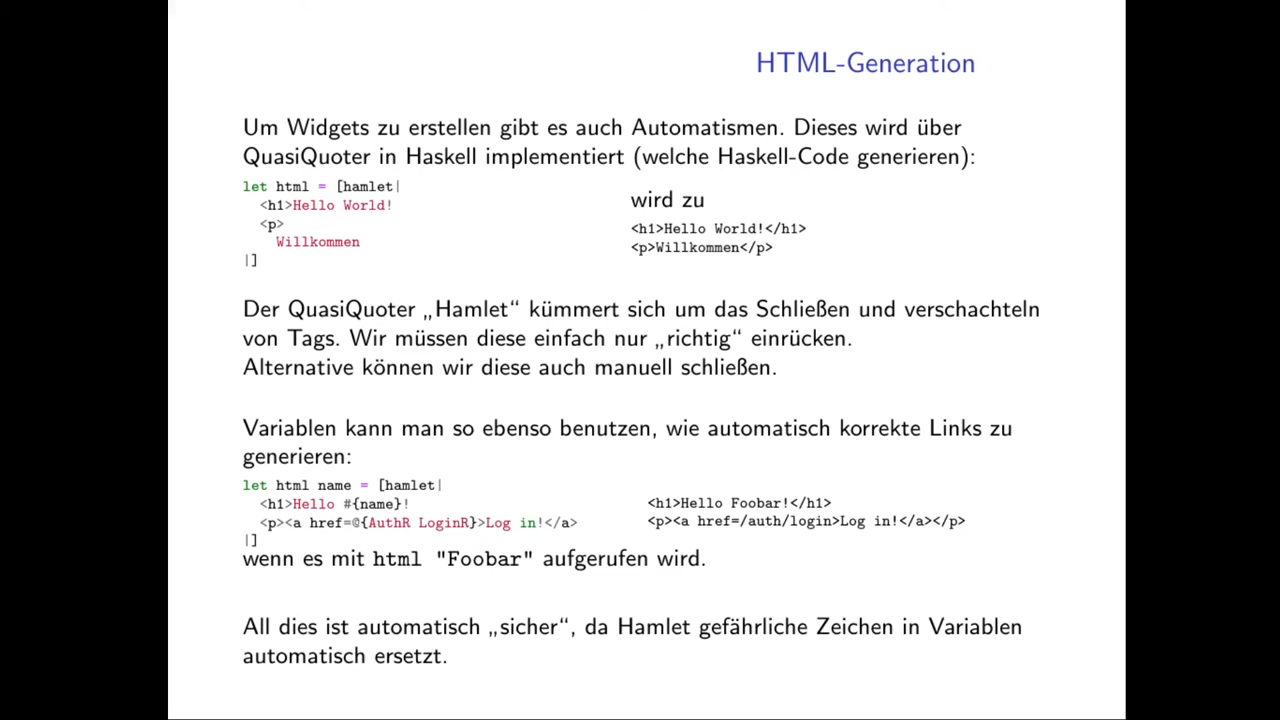 HTML-Generation
Um Widgets zu erstellen gibt es auch Automatismen. Dieses wird über
QuasiQuoter in Haskell implementiert (welche Haskell-Code generieren):
let html = [hamlet|
  <h1>Hello World!
  <p>
    Willkommen
|]
wird zu
<h1>Hello World!</h1>
<p>Willkommen</p>
Der QuasiQuoter „Hamlet“ kümmert sich um das Schließen und verschachteln
von Tags. Wir müssen diese einfach nur „richtig“ einrücken.
Alternative können wir diese auch manuell schließen.
Variablen kann man so ebenso benutzen, wie automatisch korrekte Links zu
generieren:
let html name = [hamlet|
  <h1>Hello #{name}!
  <p><a href=@{AuthR LoginR}>Log in!</a>
|]
<h1>Hello Foobar!</h1>
<p><a href=/auth/login>Log in!</a></p>
wenn es mit html "Foobar" aufgerufen wird.
All dies ist automatisch „sicher“, da Hamlet gefährliche Zeichen in Variablen
automatisch ersetzt.